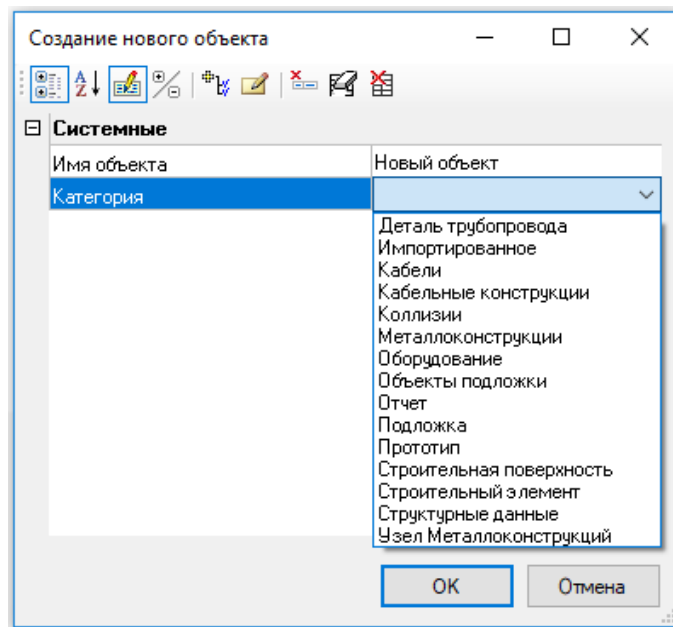 Создание нового объекта
Системные
Имя объекта Новый объект
Категория
Деталь трубопровода
Импортированное
Кабели
Кабельные конструкции
Коллизии
Металлоконструкции
Оборудование
Объекты подложки
Отчет
Подложка
Прототип
Строительная поверхность
Строительный элемент
Структурные данные
Узел Металлоконструкций
OK Отмена